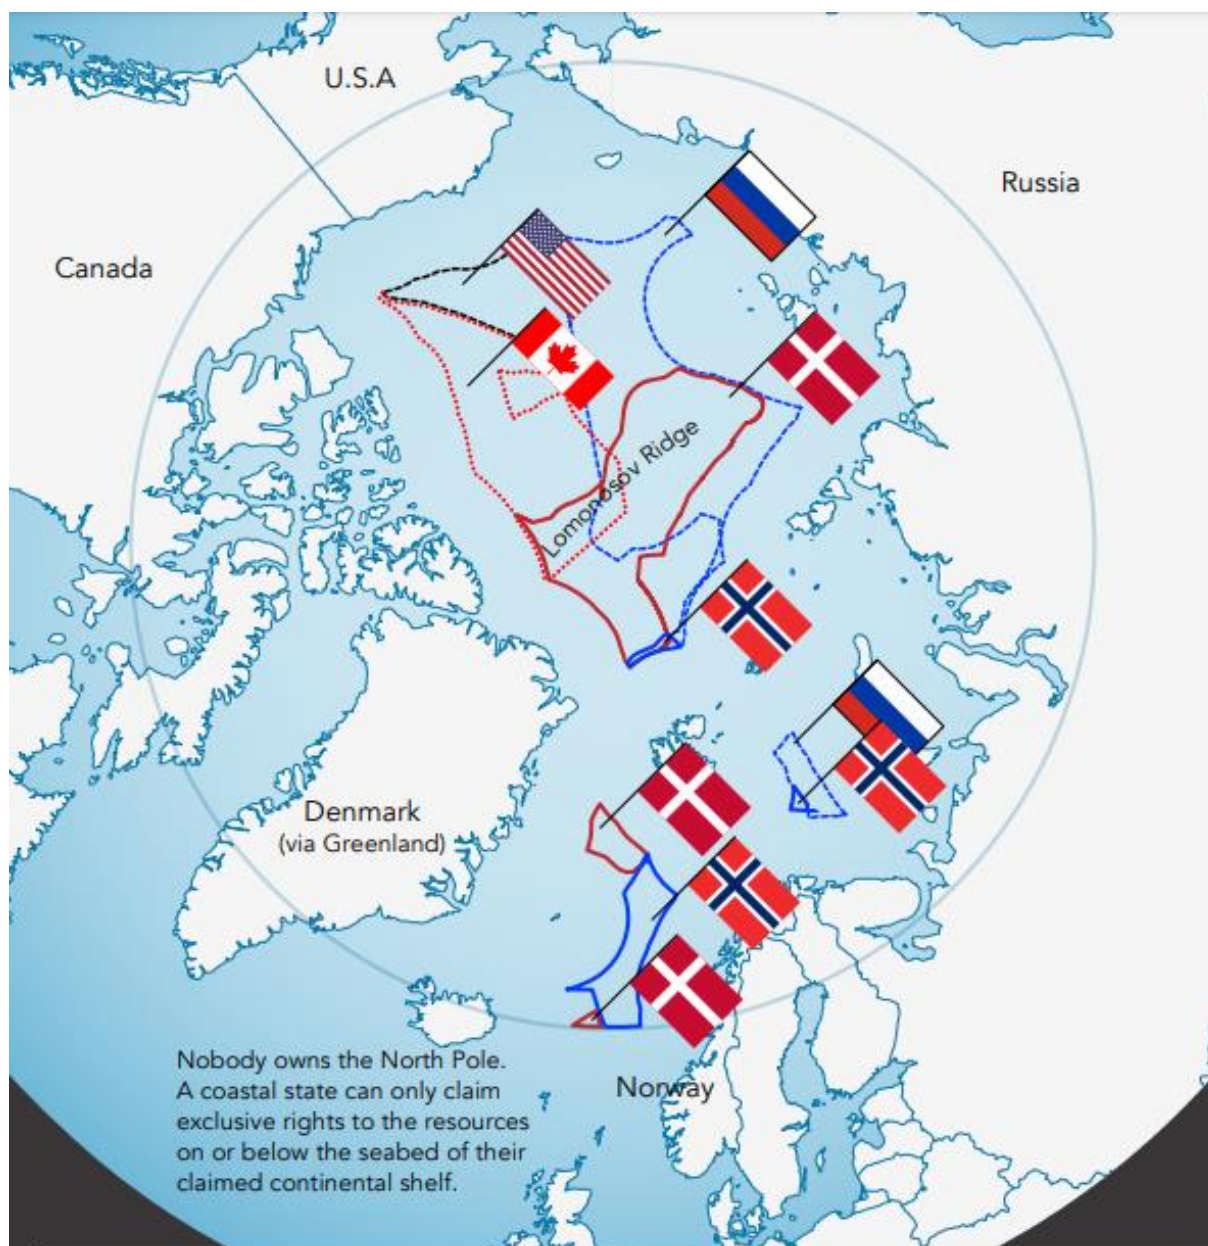 U.S.A
Russia
Canada
Lomonosov Ridge
Denmark
(via Greenland)
Nobody owns the North Pole.
A coastal state can only claim
exclusive rights to the resources
on or below the seabed of their
claimed continental shelf.
Norway